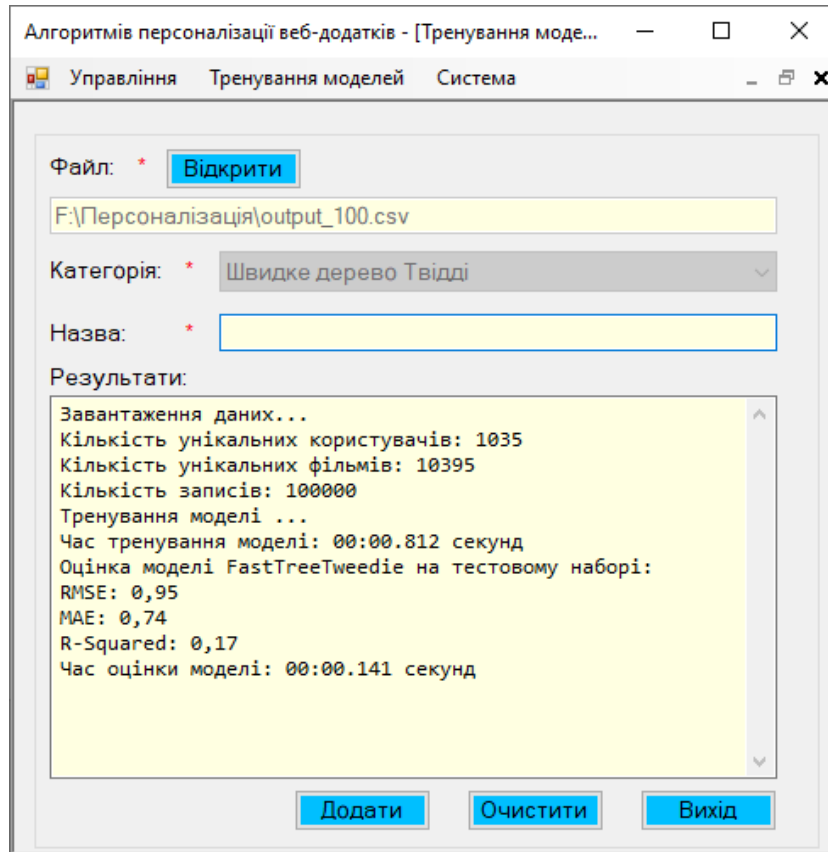 Алгоритмів персоналізації веб-додатків - [Тренування моде...
Управління Тренування моделей Система
Файл: * Відкрити
F:\Персоналізація\output_100.csv
Категорія: * Швидке дерево Твідді
Назва: *
Результати:
Завантаження даних...
Кількість унікальних користувачів: 1035
Кількість унікальних фільмів: 10395
Кількість записів: 100000
Тренування моделі ...
Час тренування моделі: 00:00.812 секунд
Оцінка моделі FastTreeTweedie на тестовому наборі:
RMSE: 0,95
MAE: 0,74
R-Squared: 0,17
Час оцінки моделі: 00:00.141 секунд
Додати Очистити Вихід